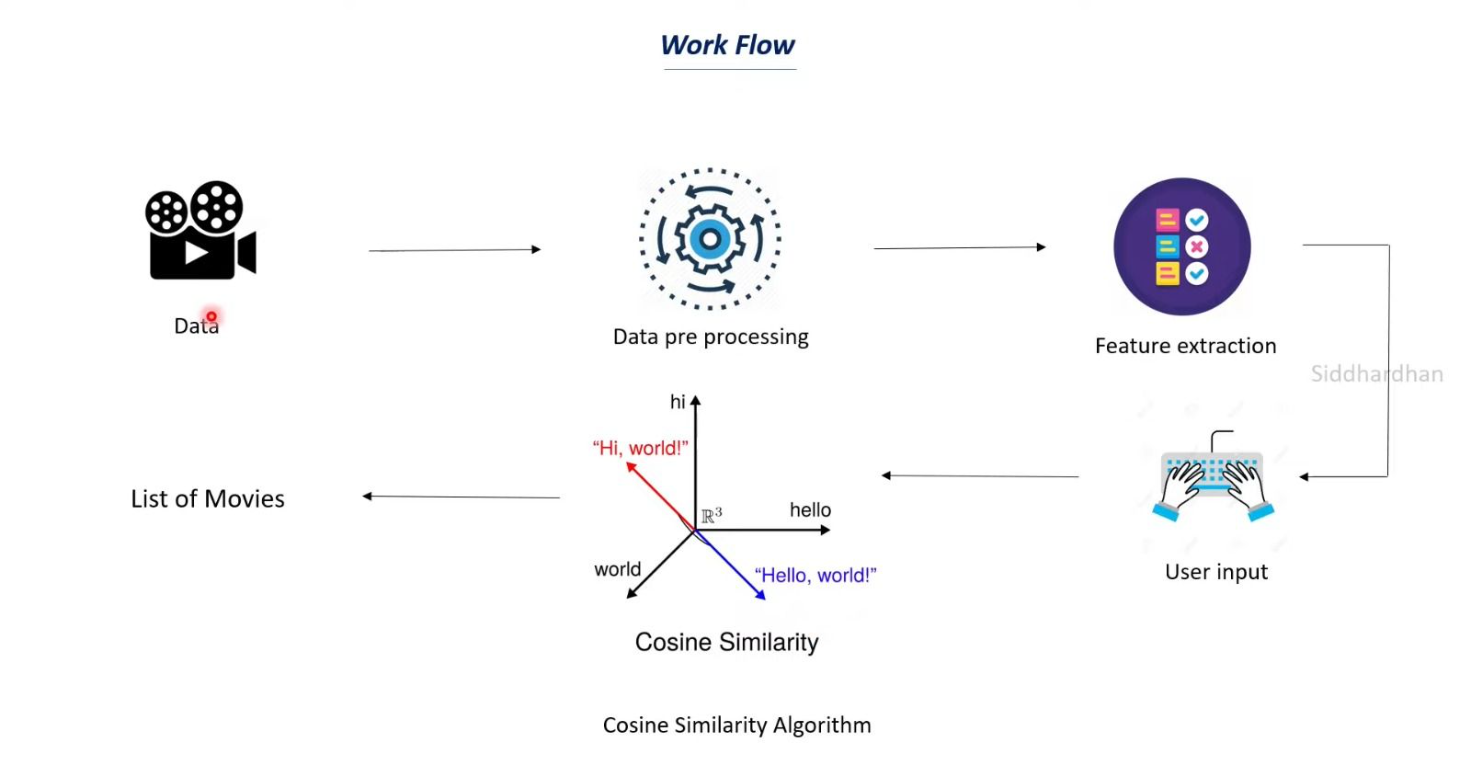 Work Flow
Data
Data pre processing
Feature extraction
Siddhardhan
User input
hi
"Hi, world!"
ℝ³
hello
world
"Hello, world!"
Cosine Similarity
List of Movies
Cosine Similarity Algorithm